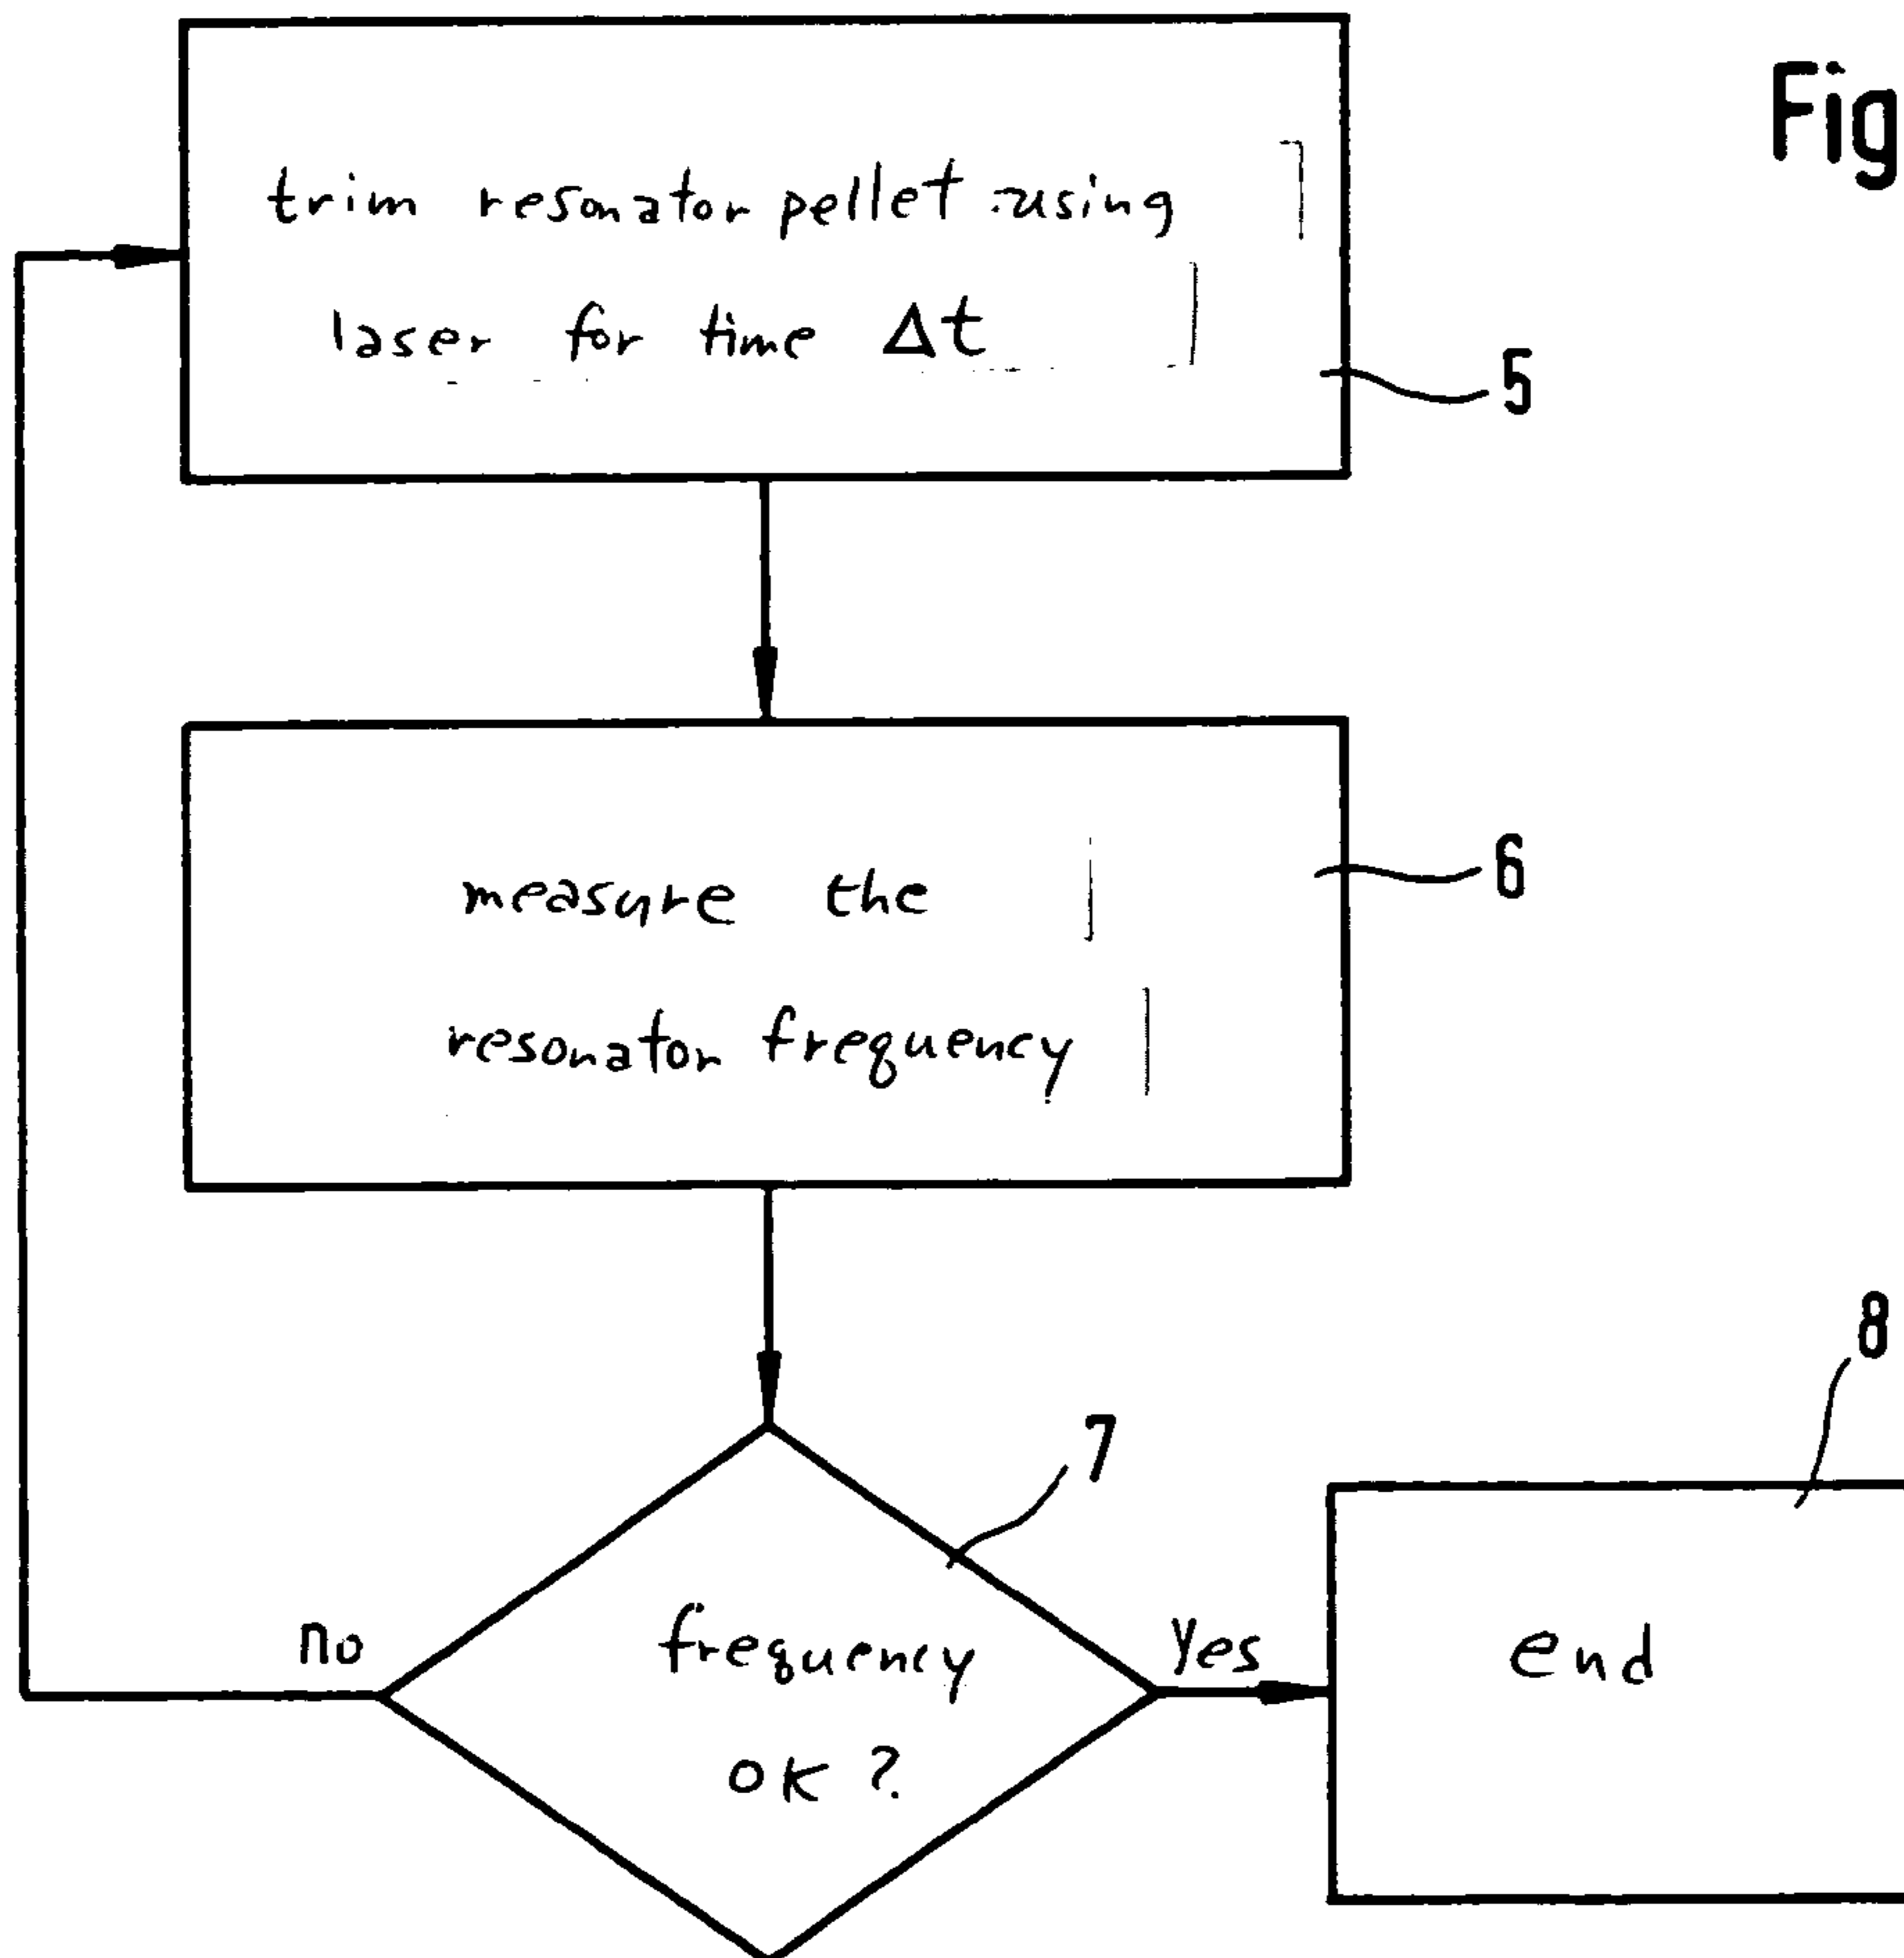 Fig
trim resonator pellet using
laser for time Δt
5
measure the
6
resonator frequency
8
7
no
frequency
yes
end
OK ?